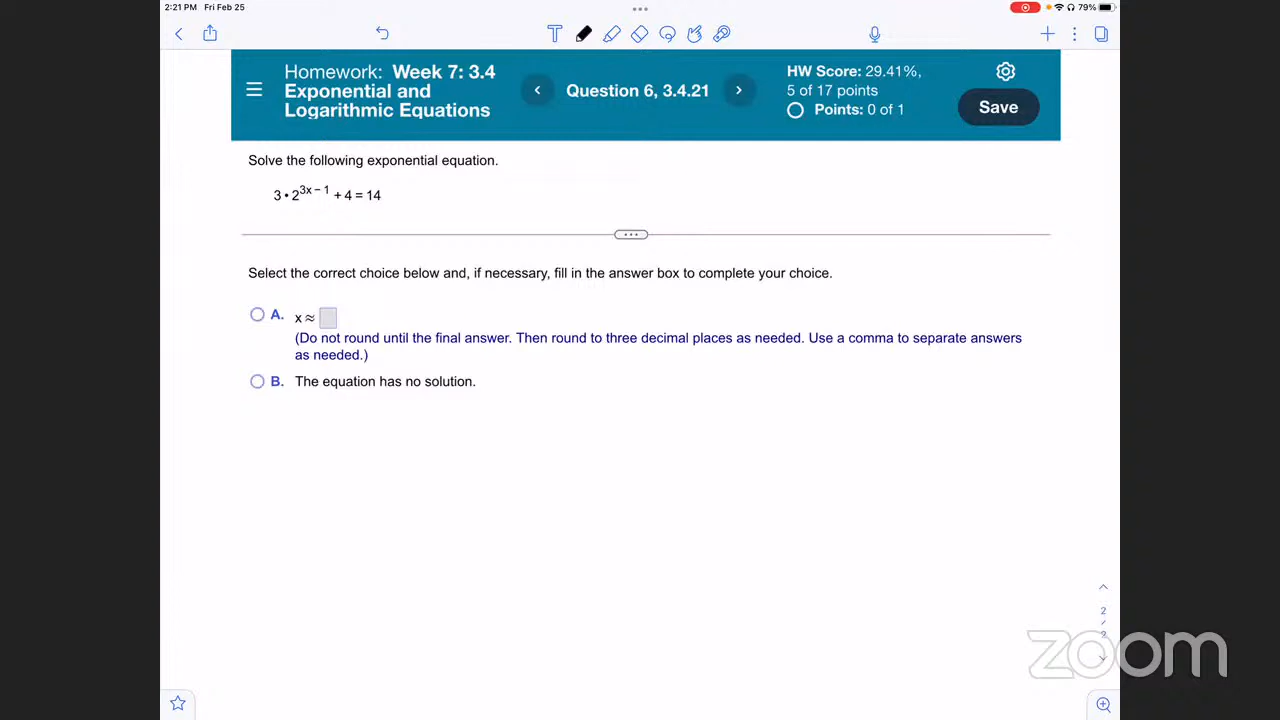 2:21 PM Fri Feb 25
79%
T
Homework: Week 7: 3.4
Exponential and
Logarithmic Equations
Question 6, 3.4.21
HW Score: 29.41%,
5 of 17 points
Points: 0 of 1
Save
Solve the following exponential equation.
3 • 2^(3x − 1) + 4 = 14
Select the correct choice below and, if necessary, fill in the answer box to complete your choice.
A. x ≈
(Do not round until the final answer. Then round to three decimal places as needed. Use a comma to separate answers
as needed.)
B. The equation has no solution.
2
/
zoom